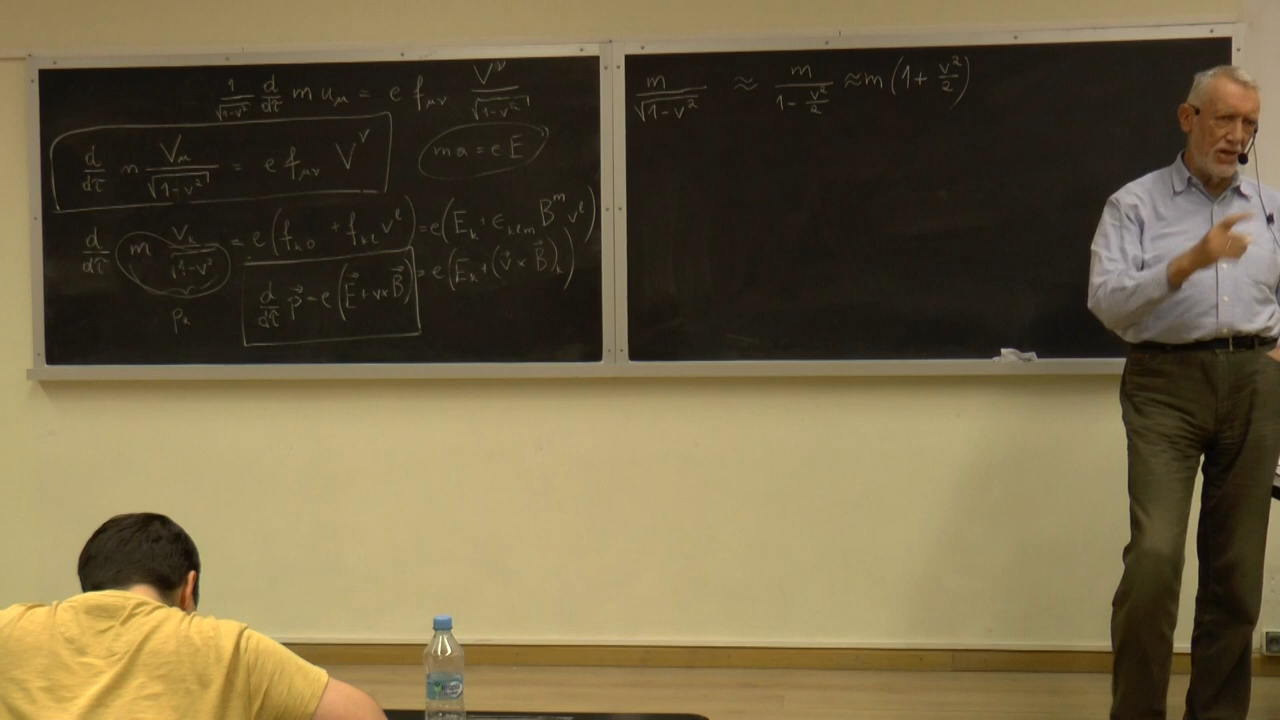 1/√(1-v²) d/dτ m u_μ = e f_μν V^ν/√(1-v²)
d/dτ m V_μ/√(1-v²) = e f_μν V^ν
ma = eE
d/dτ m V_k/√(1-v²) = e(f_k0 + f_kl v^l) = e(E_k + ϵ_klm B^m v^l)
= e(E_k + (v⃗ × B⃗)_k)
p_k
d/dτ p⃗ = e(E⃗ + v × B⃗)
m/√(1-v²) ≈ m/(1 - v²/2) ≈ m(1 + v²/2)